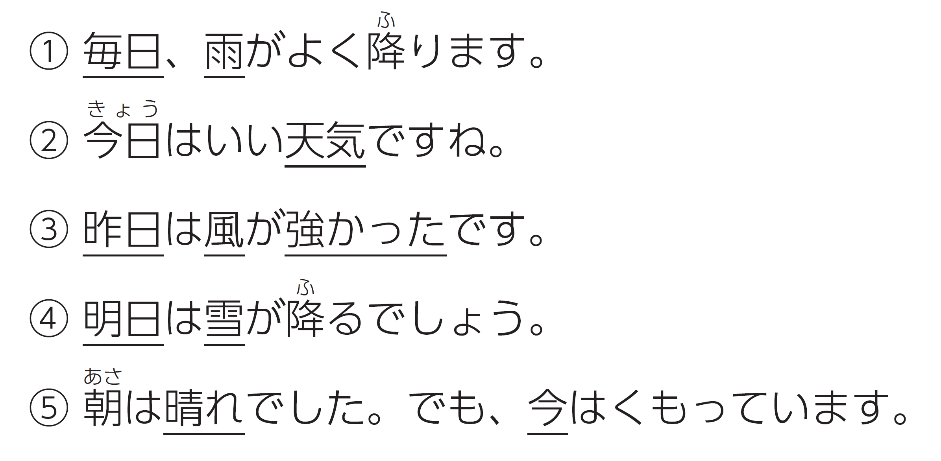 ① 毎日、雨がよく降ります。
② 今日はいい天気ですね。
③ 昨日は風が強かったです。
④ 明日は雪が降るでしょう。
⑤ 朝は晴れでした。でも、今はくもっています。